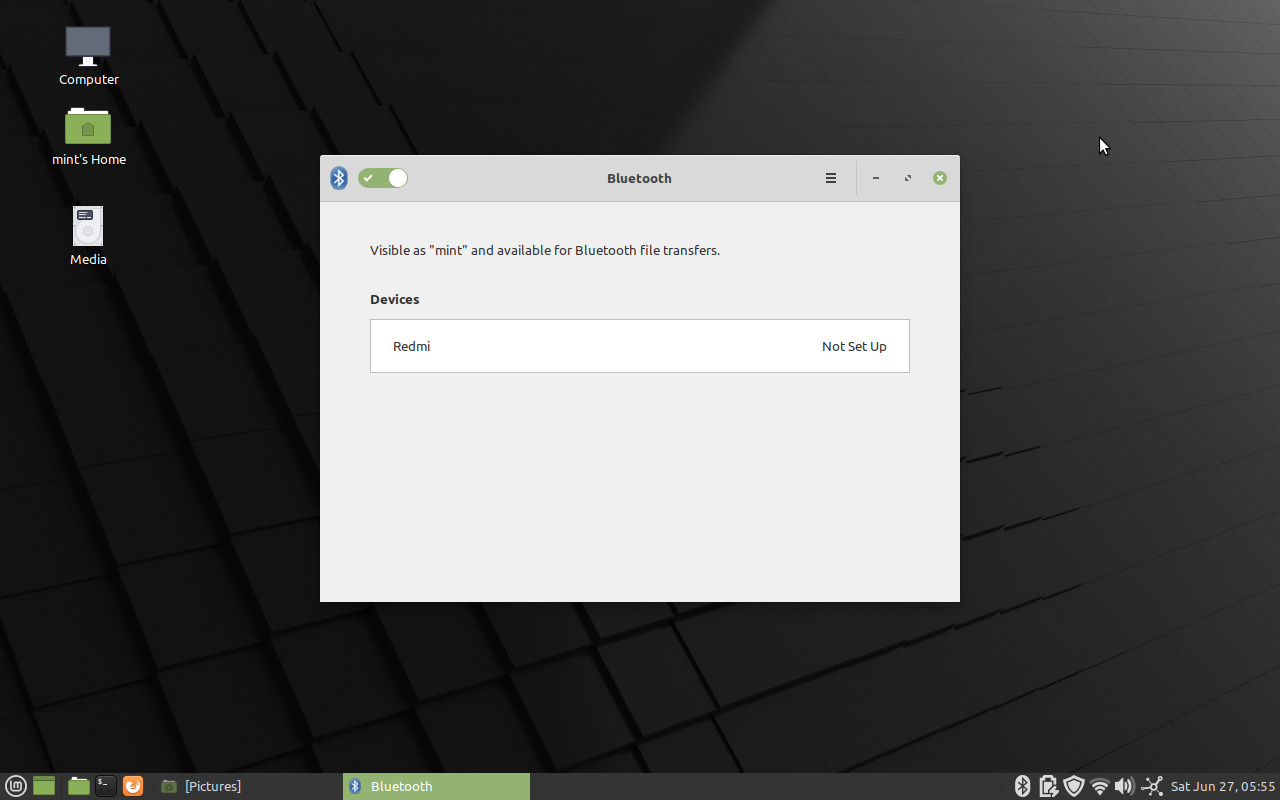 Computer
mint's Home
Media
Bluetooth
Visible as "mint" and available for Bluetooth file transfers.
Devices
Redmi Not Set Up
[Pictures] Bluetooth Sat Jun 27, 05:55